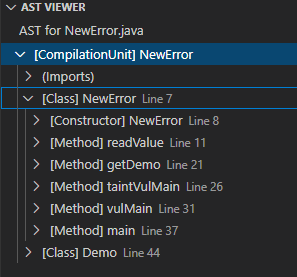 AST VIEWER
AST for NewError.java
[CompilationUnit] NewError
(Imports)
[Class] NewError Line 7
[Constructor] NewError Line 8
[Method] readValue Line 11
[Method] getDemo Line 21
[Method] taintVulMain Line 26
[Method] vulMain Line 31
[Method] main Line 37
[Class] Demo Line 44